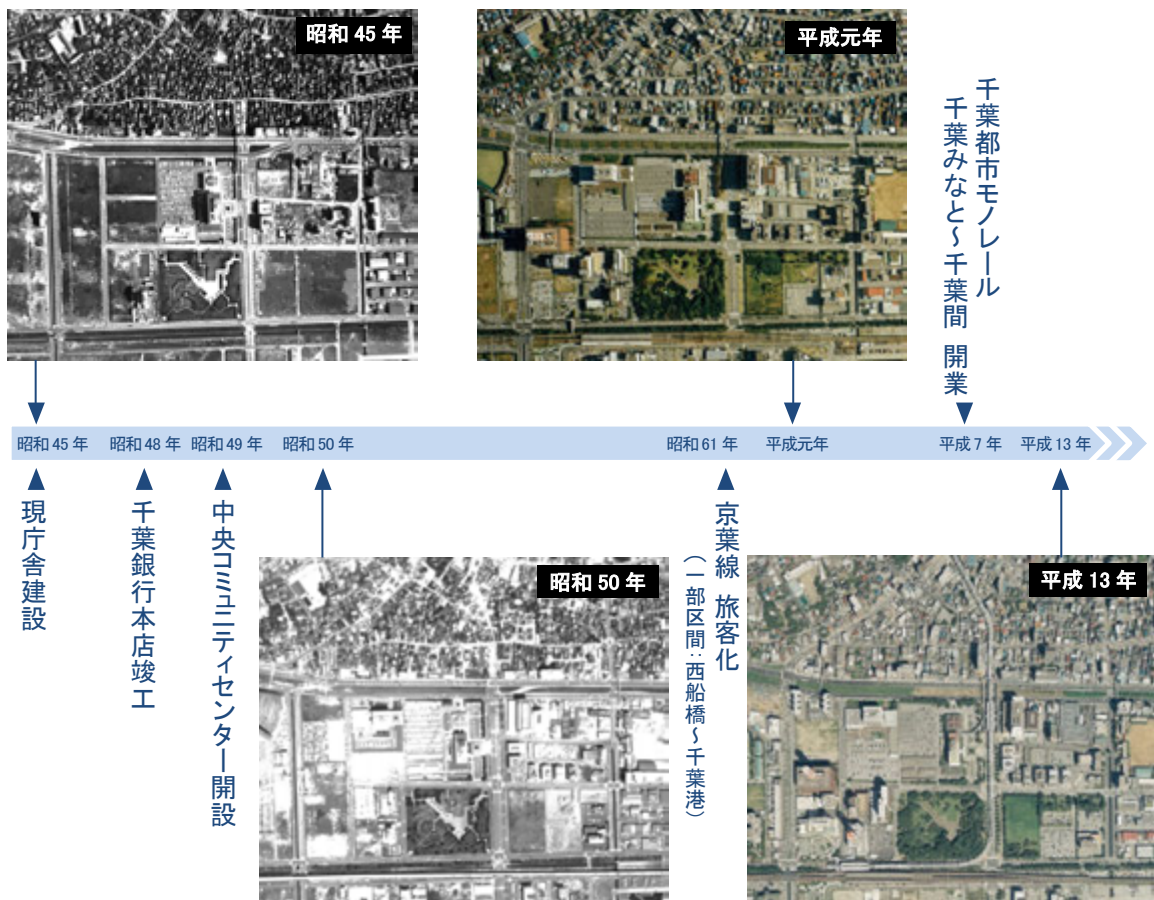 昭和 45 年
平成元年
千葉都市モノレール
千葉みなと～千葉間 開業
昭和 45 年
昭和 48 年
昭和 49 年
昭和 50 年
昭和 61 年
平成元年
平成 7 年
平成 13 年
現庁舎建設
千葉銀行本店竣工
中央コミュニティセンター開設
京葉線 旅客化
（一部区間：西船橋～千葉港）
昭和 50 年
平成 13 年